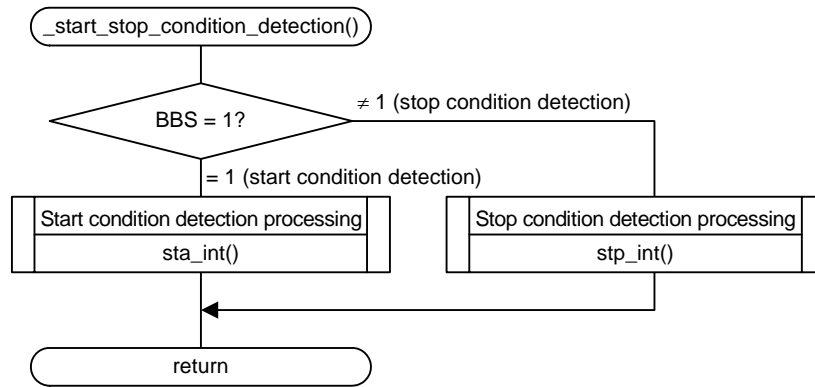 _start_stop_condition_detection()
≠ 1 (stop condition detection)
BBS = 1?
= 1 (start condition detection)
Start condition detection processing
sta_int()
Stop condition detection processing
stp_int()
return